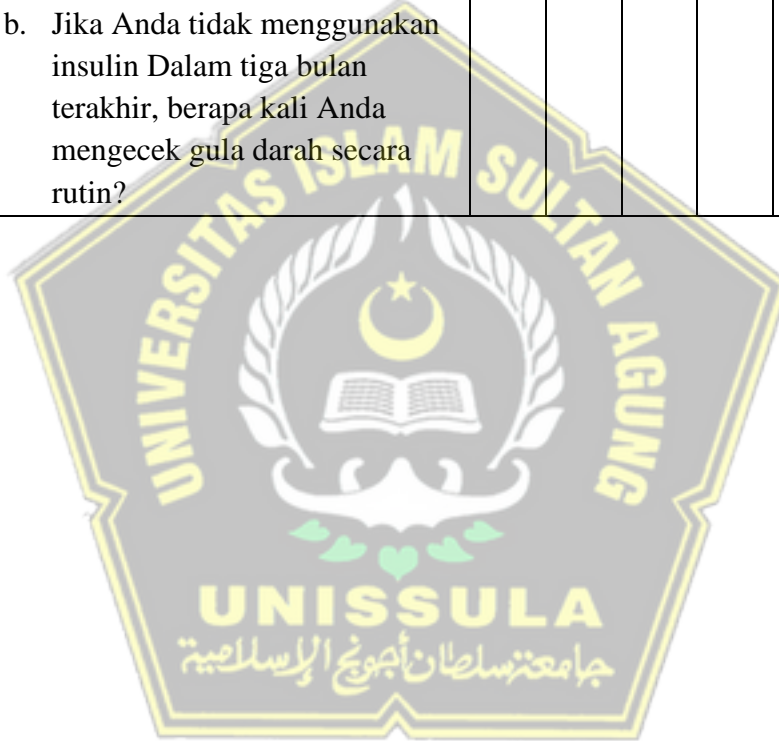 b. Jika Anda tidak menggunakan
insulin Dalam tiga bulan
terakhir, berapa kali Anda
mengecek gula darah secara
rutin?
UNIVERSITAS ISLAM SULTAN AGUNG
UNISSULA
جامعة سلطان أجونج الإسلامية